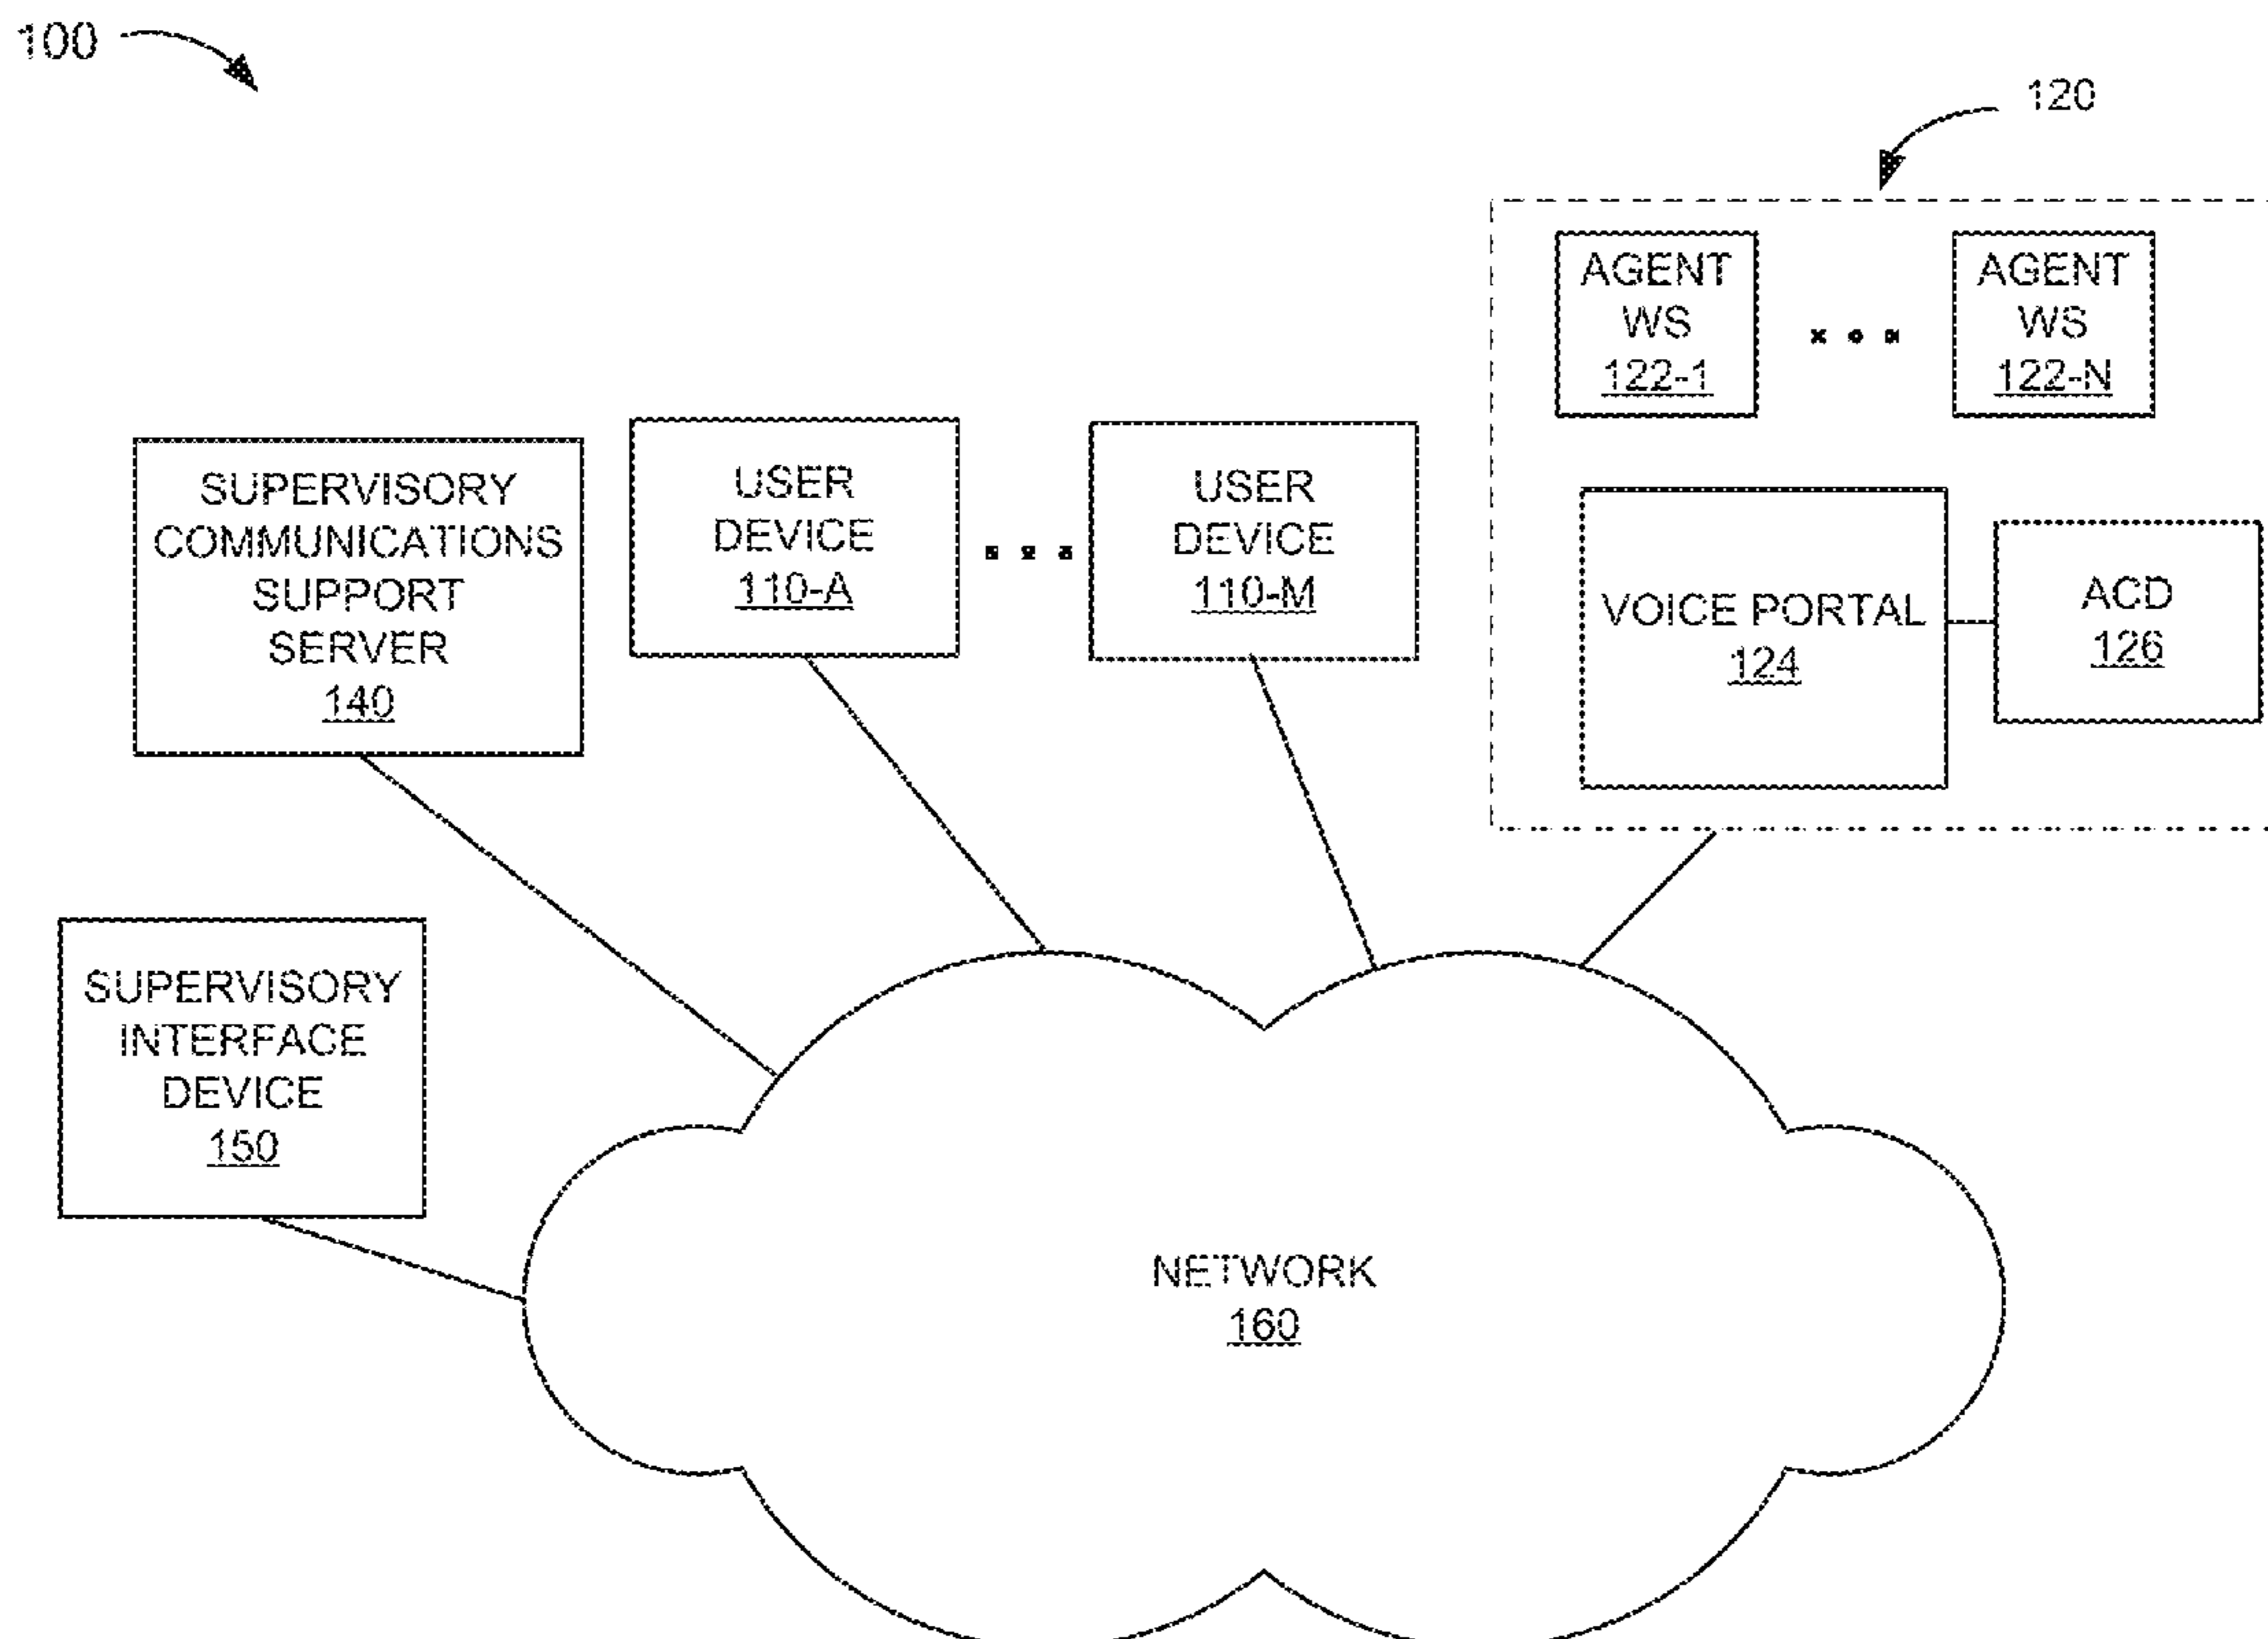 100
120
AGENT
WS
122-1
AGENT
WS
122-N
SUPERVISORY
COMMUNICATIONS
SUPPORT
SERVER
140
USER
DEVICE
110-A
USER
DEVICE
110-M
VOICE PORTAL
124
ACD
126
SUPERVISORY
INTERFACE
DEVICE
150
NETWORK
160